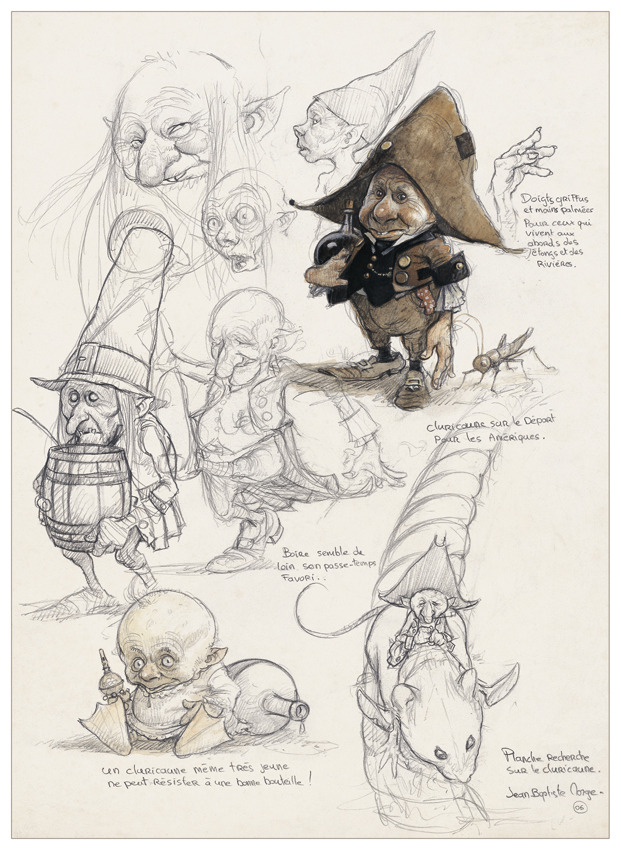 Doigts griffus
et mains palmées
Pour ceux qui
vivent aux
abords des
étangs et des
Rivières.
cluricaune sur le Départ
pour les Amériques.
Boire semble de
loin son passe-temps
Favori..
un cluricaune même très jeune
ne peut Résister à une bonne bouteille !
Planche Recherche
sur le cluricaune.
Jean Baptiste Monge
06